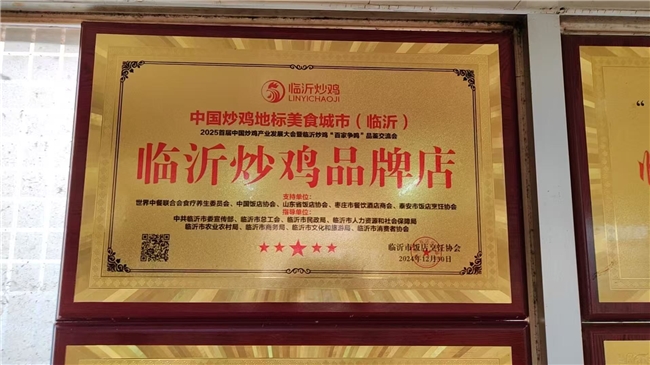 临沂炒鸡
LINYICHAOJI
中国炒鸡地标美食城市（临沂）
2025首届中国炒鸡产业发展大会暨临沂炒鸡“百家争鸣”品鉴交流会
临沂炒鸡品牌店
支持单位：
世界中餐联合会食疗养生委员会、中国饭店协会、山东省饭店协会、枣庄市餐饮酒店商会、泰安市饭店烹饪协会
指导单位：
中共临沂市委宣传部、临沂市总工会、临沂市民政局、临沂市人力资源和社会保障局
临沂市农业农村局、临沂市商务局、临沂市文化和旅游局、临沂市消费者协会
临沂市饭店烹饪协会
2024年12月30日